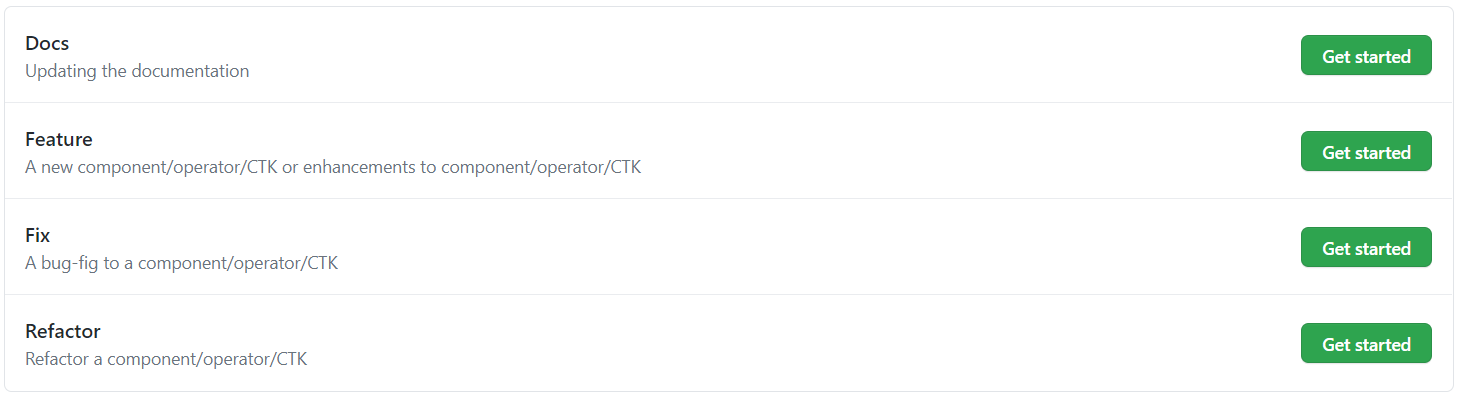 Docs
Updating the documentation
Get started
Feature
A new component/operator/CTK or enhancements to component/operator/CTK
Get started
Fix
A bug-fig to a component/operator/CTK
Get started
Refactor
Refactor a component/operator/CTK
Get started